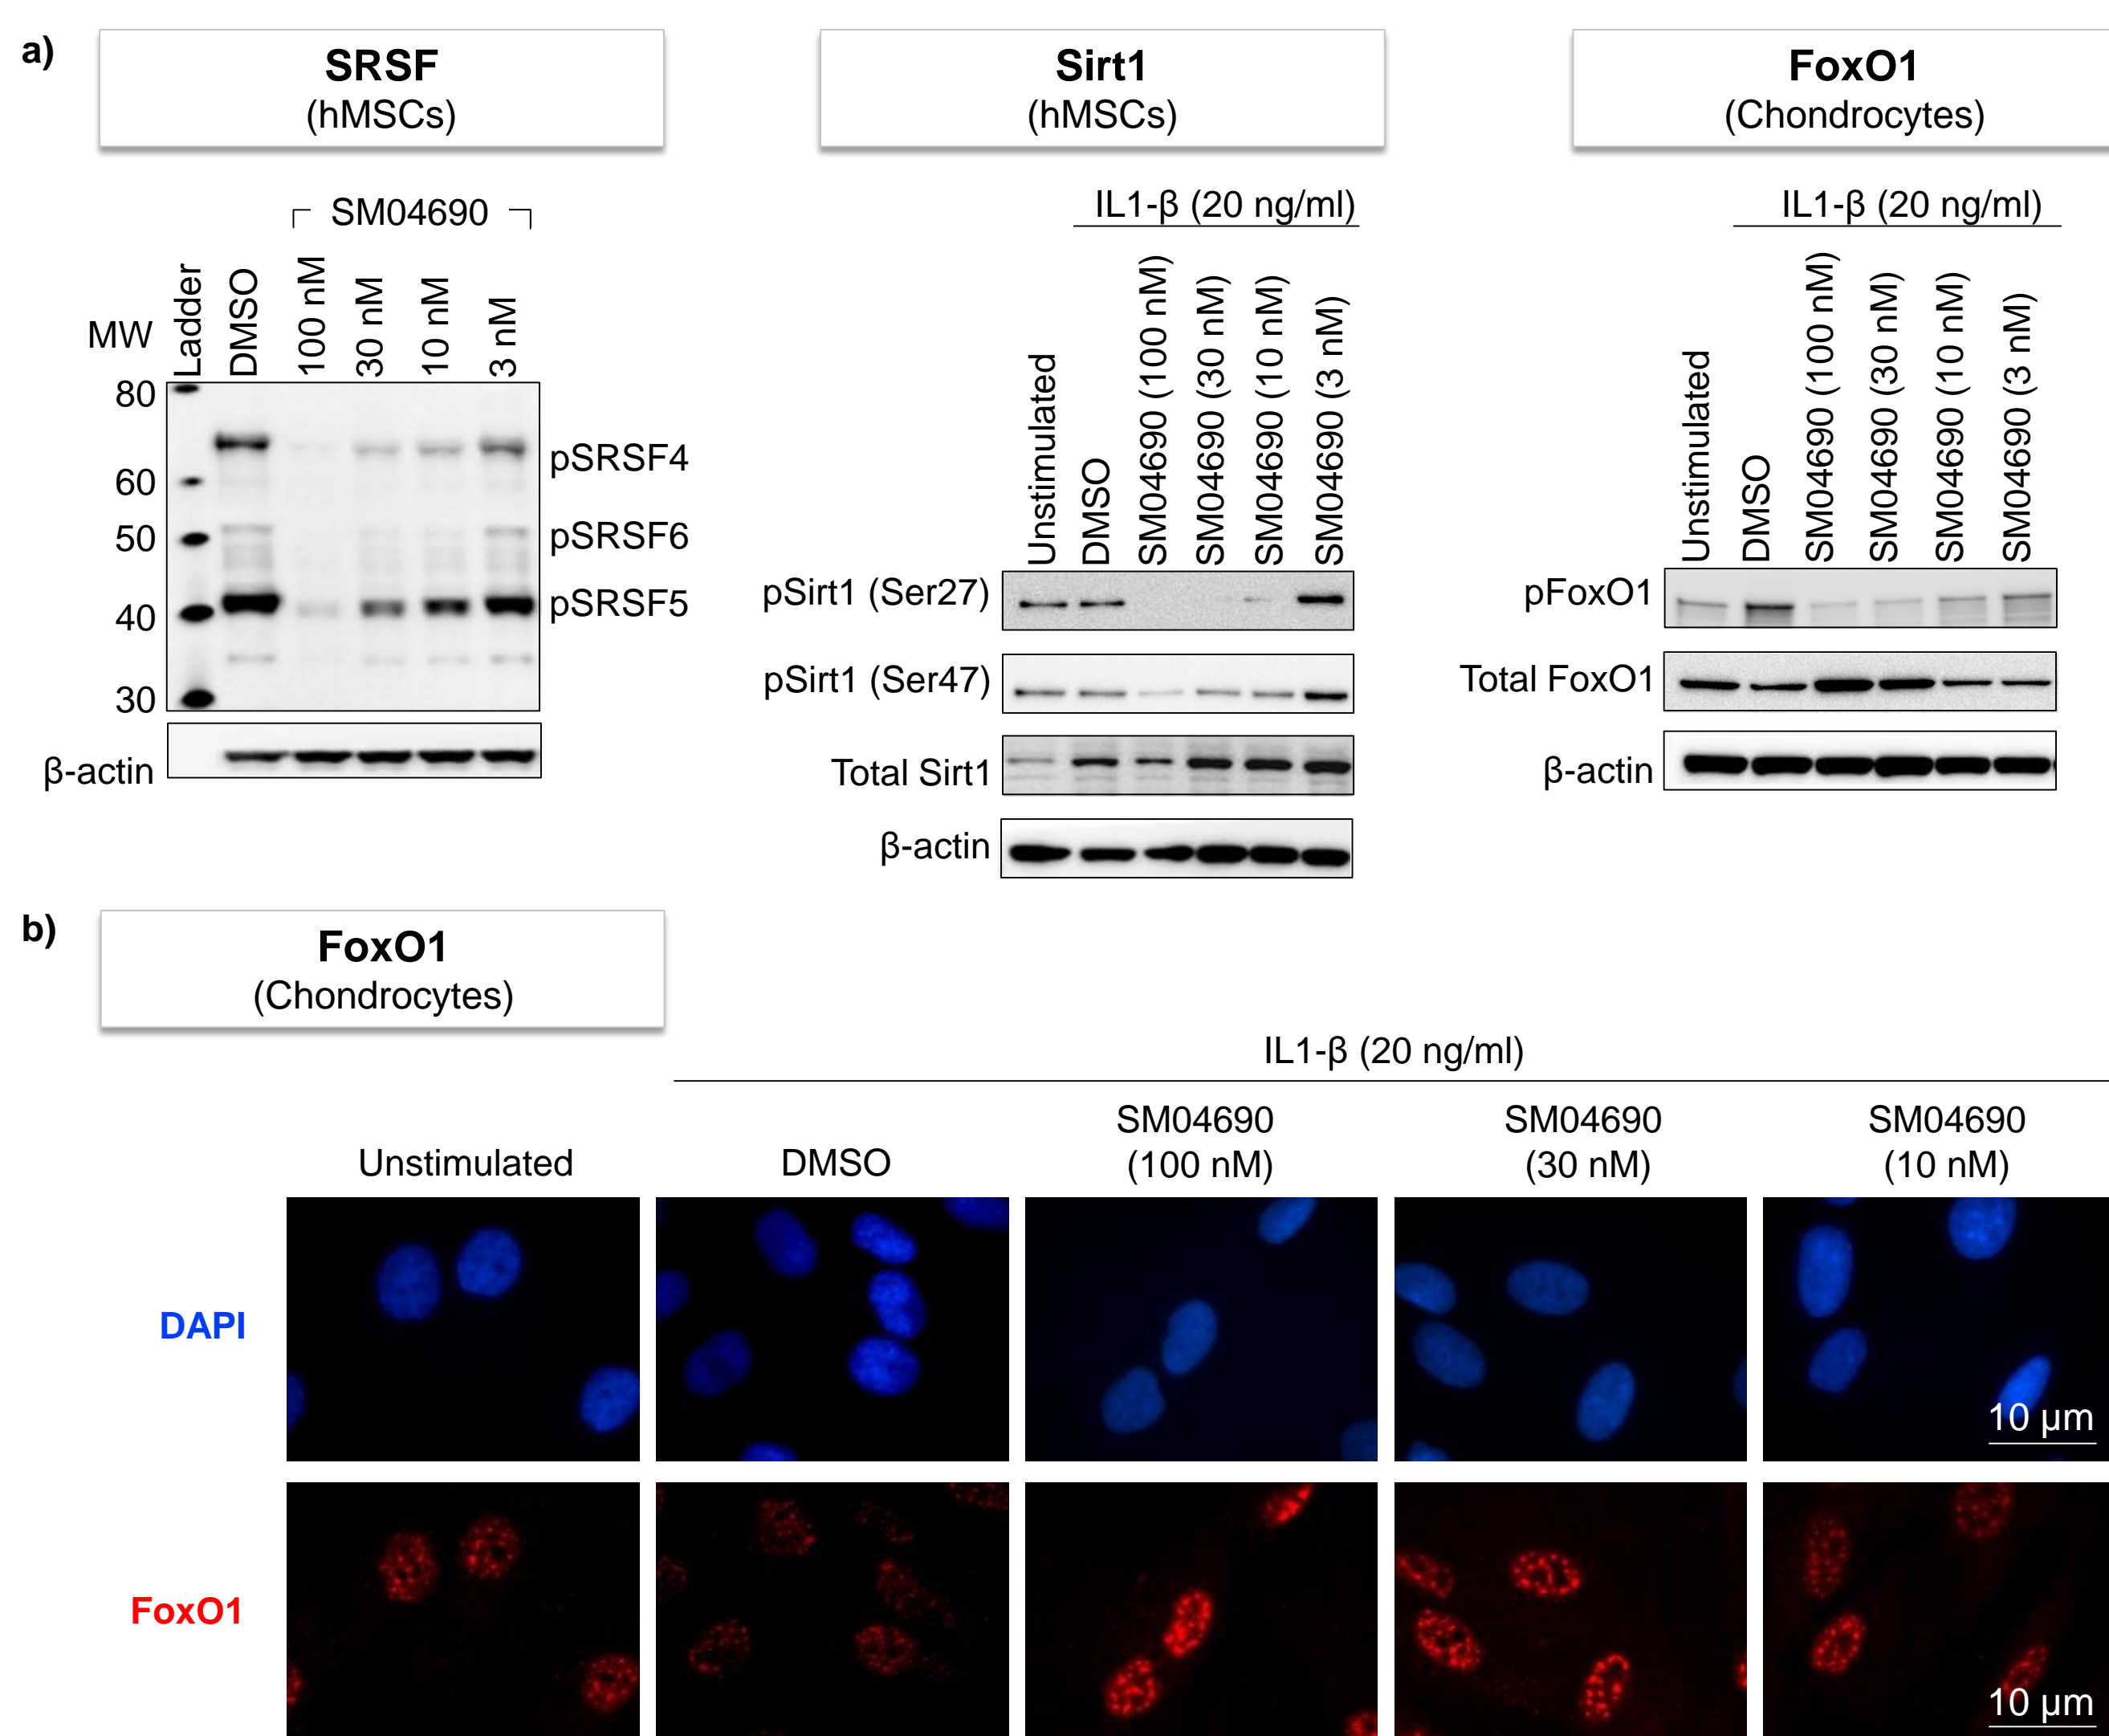 a)
SRSF
(hMSCs)
Sirt1
(hMSCs)
FoxO1
(Chondrocytes)
SM04690
MW
Ladder
DMSO
100 nM
30 nM
10 nM
3 nM
80
60
50
40
30
pSRSF4
pSRSF6
pSRSF5
β-actin
IL1-β (20 ng/ml)
Unstimulated
DMSO
SM04690 (100 nM)
SM04690 (30 nM)
SM04690 (10 nM)
SM04690 (3 nM)
pSirt1 (Ser27)
pSirt1 (Ser47)
Total Sirt1
β-actin
IL1-β (20 ng/ml)
Unstimulated
DMSO
SM04690 (100 nM)
SM04690 (30 nM)
SM04690 (10 nM)
SM04690 (3 nM)
pFoxO1
Total FoxO1
β-actin
b)
FoxO1
(Chondrocytes)
IL1-β (20 ng/ml)
Unstimulated
DMSO
SM04690
(100 nM)
SM04690
(30 nM)
SM04690
(10 nM)
DAPI
10 µm
FoxO1
10 µm